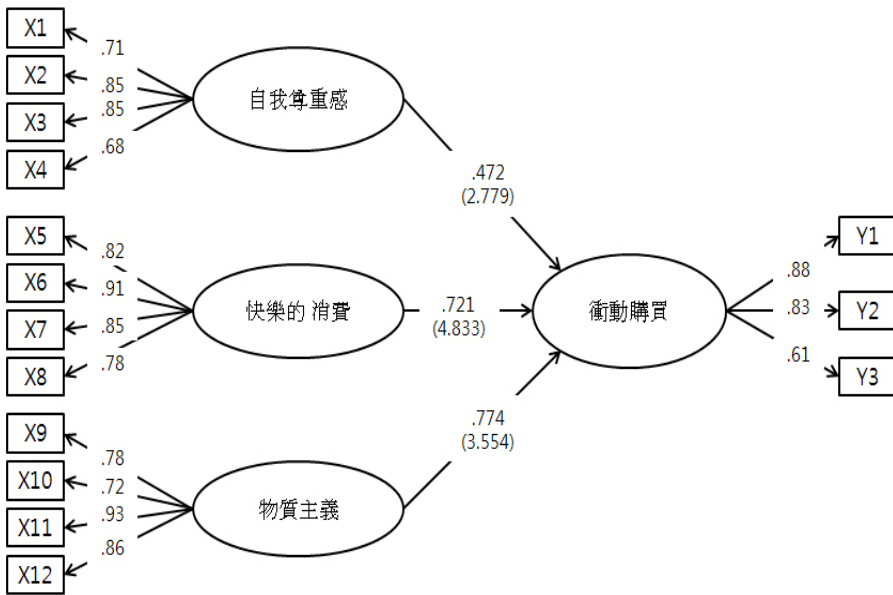 X1
.71
X2
.85
X3
.85
X4
.68
自我尊重感
.472
(2.779)
X5
.82
X6
.91
X7
.85
X8
.78
快樂的 消費
.721
(4.833)
衝動購買
Y1
.88
Y2
.83
Y3
.61
X9
.78
X10
.72
X11
.93
X12
.86
物質主義
.774
(3.554)